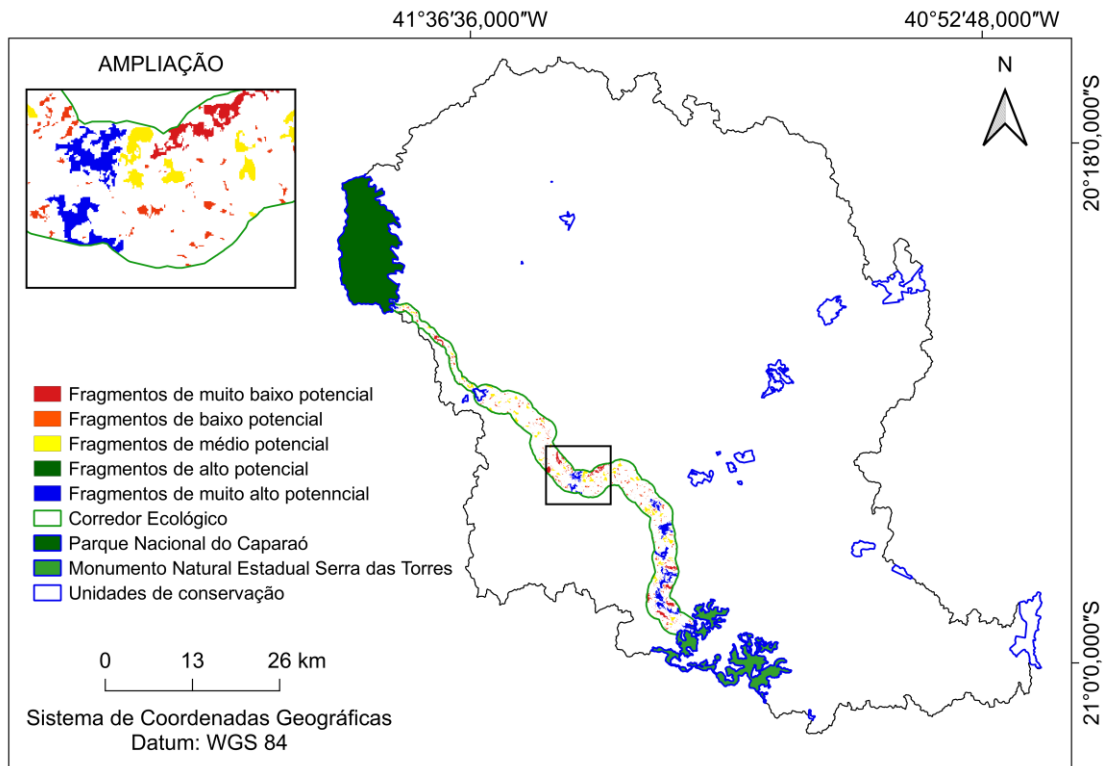 41°36′36,000″W
40°52′48,000″W
AMPLIAÇÃO
N
20°18′0,000″S
Fragmentos de muito baixo potencial
Fragmentos de baixo potencial
Fragmentos de médio potencial
Fragmentos de alto potencial
Fragmentos de muito alto potenncial
Corredor Ecológico
Parque Nacional do Caparaó
Monumento Natural Estadual Serra das Torres
Unidades de conservação
21°0′0,000″S
0 13 26 km
Sistema de Coordenadas Geográficas
Datum: WGS 84